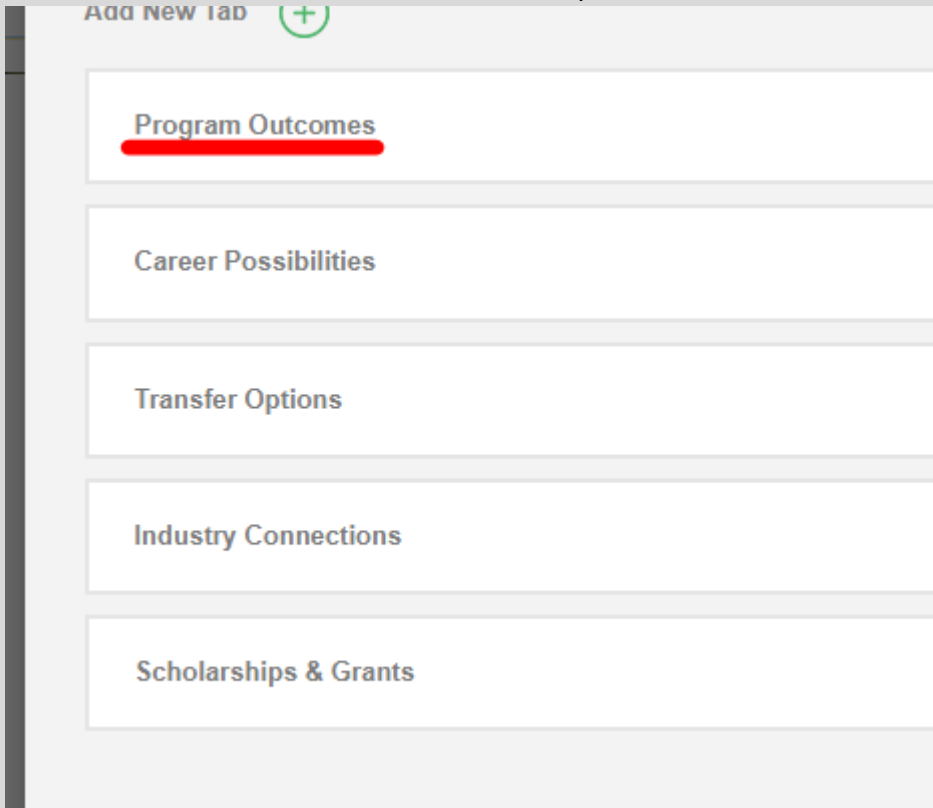 Add New Tab
Program Outcomes
Career Possibilities
Transfer Options
Industry Connections
Scholarships & Grants